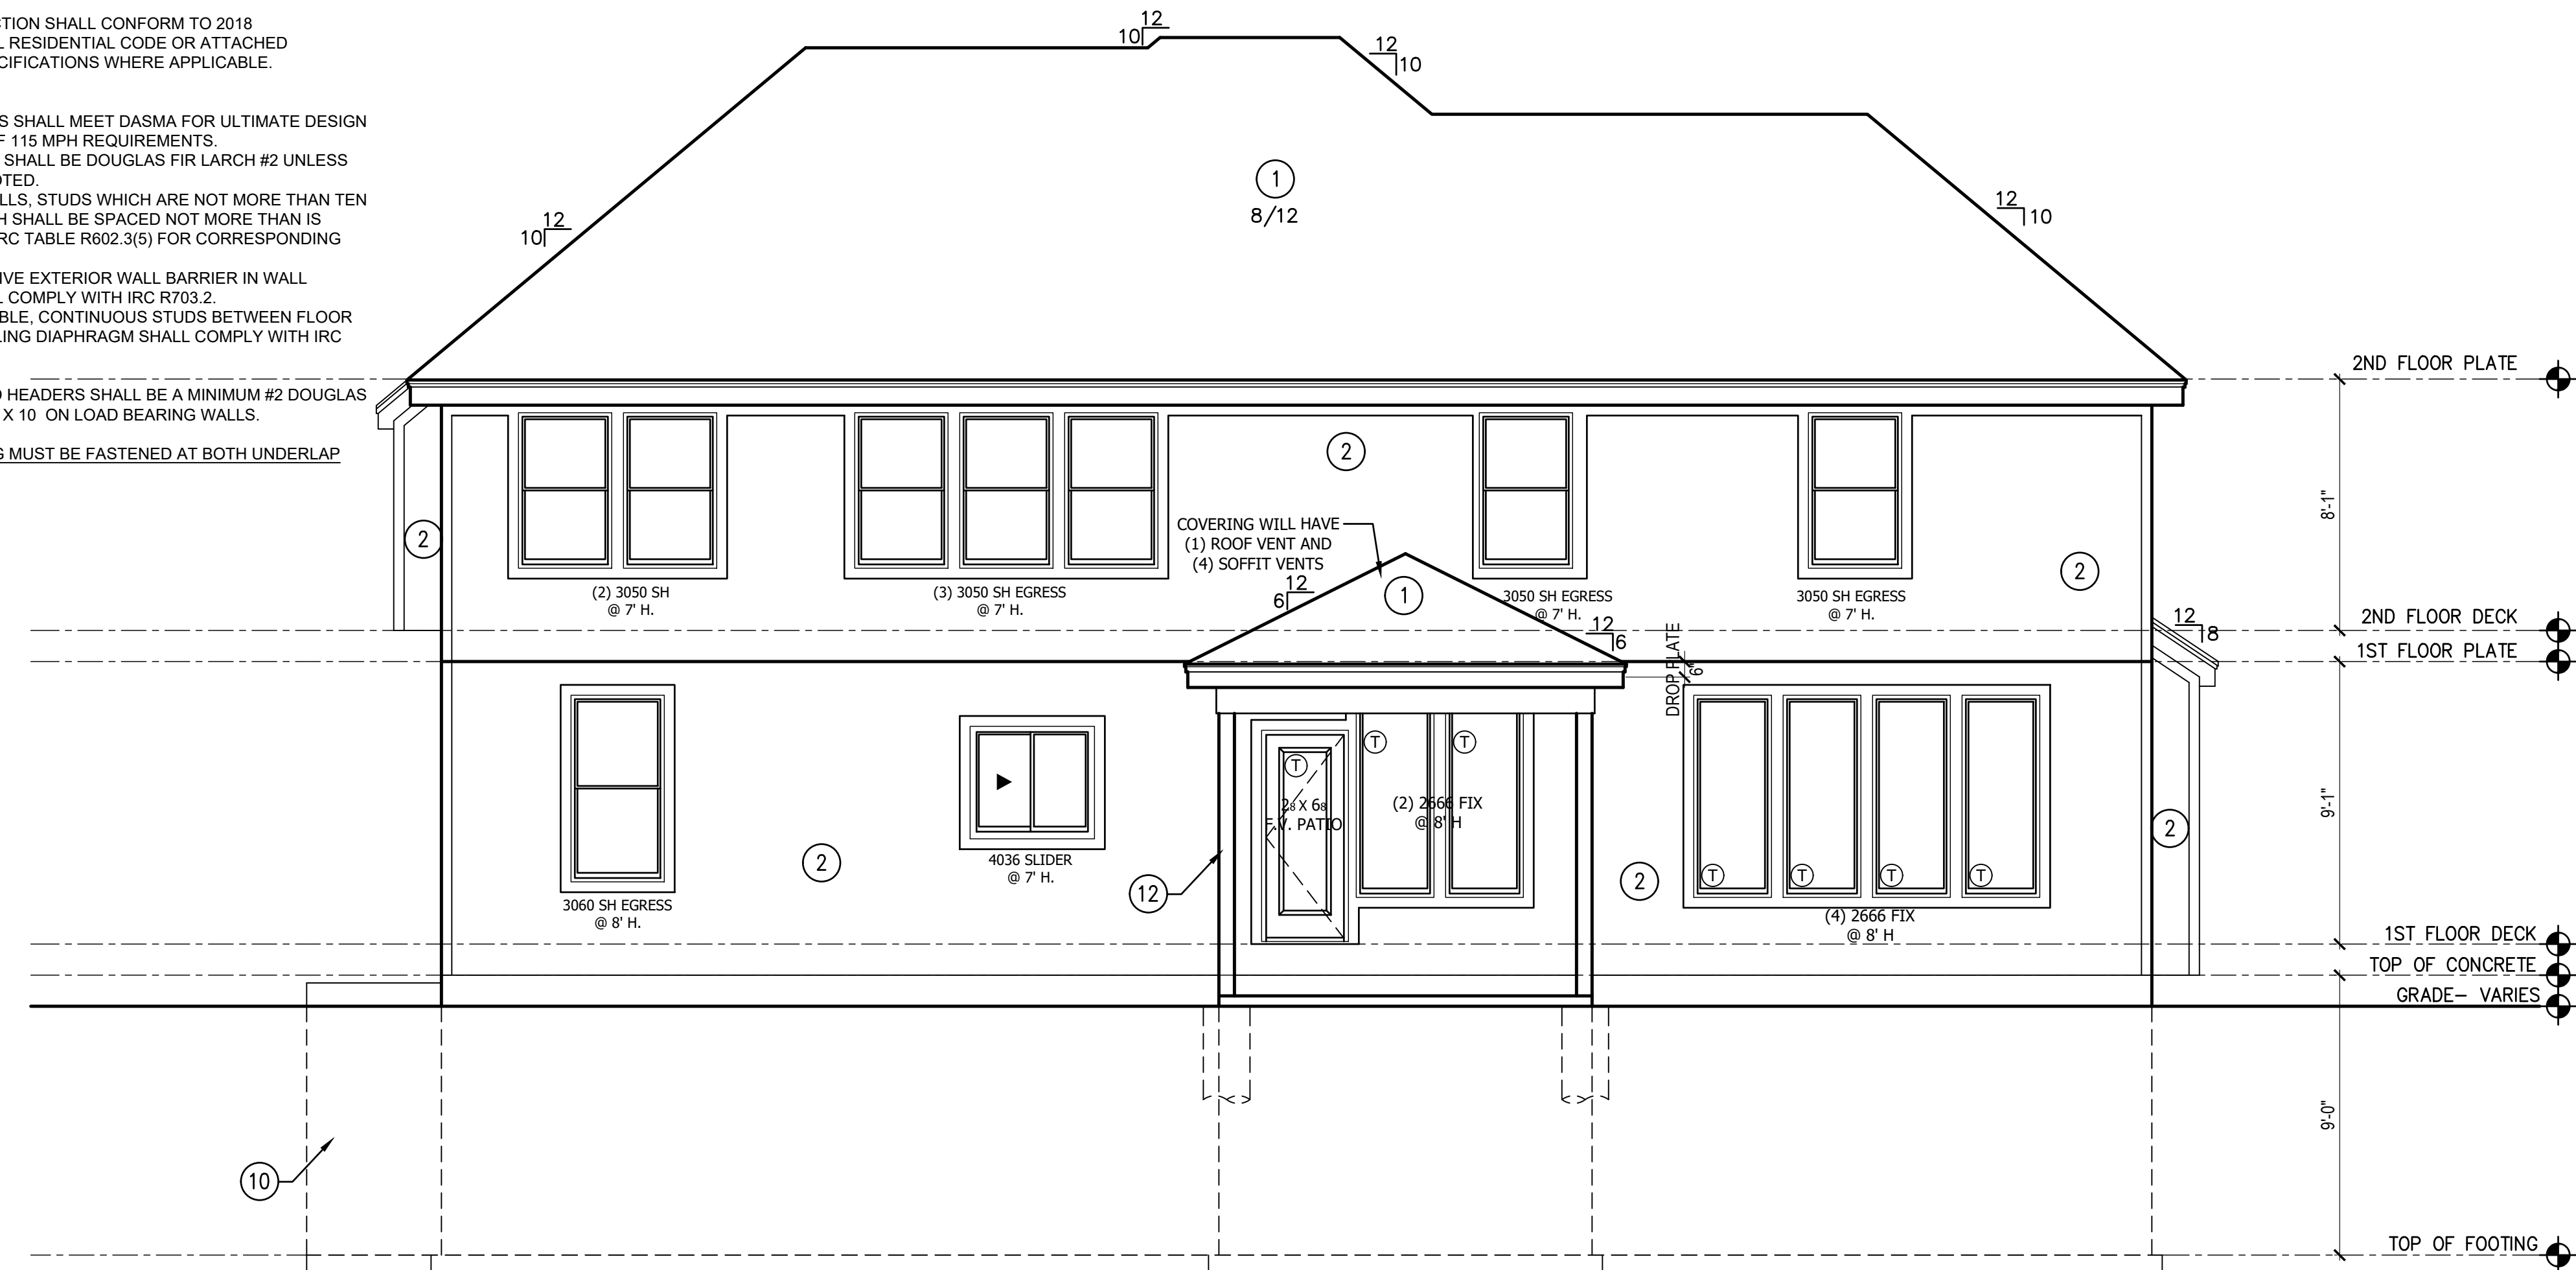 CTION SHALL CONFORM TO 2018
L RESIDENTIAL CODE OR ATTACHED
CIFICATIONS WHERE APPLICABLE.
S SHALL MEET DASMA FOR ULTIMATE DESIGN
F 115 MPH REQUIREMENTS.
SHALL BE DOUGLAS FIR LARCH #2 UNLESS
OTED.
LLS, STUDS WHICH ARE NOT MORE THAN TEN
H SHALL BE SPACED NOT MORE THAN IS
RC TABLE R602.3(5) FOR CORRESPONDING
IVE EXTERIOR WALL BARRIER IN WALL
L COMPLY WITH IRC R703.2.
BLE, CONTINUOUS STUDS BETWEEN FLOOR
LING DIAPHRAGM SHALL COMPLY WITH IRC
D HEADERS SHALL BE A MINIMUM #2 DOUGLAS
X 10 ON LOAD BEARING WALLS.
G MUST BE FASTENED AT BOTH UNDERLAP
12
10
12
10
1
8/12
12
10
12
10
2ND FLOOR PLATE
2
2
COVERING WILL HAVE
(1) ROOF VENT AND
(4) SOFFIT VENTS
8'-1"
2
(2) 3050 SH
@ 7' H.
(3) 3050 SH EGRESS
@ 7' H.
3050 SH EGRESS
@ 7' H.
3050 SH EGRESS
@ 7' H.
12
6
1
12
6
12
8
2ND FLOOR DECK
1ST FLOOR PLATE
DROP PLATE
6"
T
T
T
28 X 68
F.V. PATIO
(2) 2666 FIX
@ 8' H
9'-1"
2
2
4036 SLIDER
@ 7' H.
12
2
T
T
T
T
3060 SH EGRESS
@ 8' H.
(4) 2666 FIX
@ 8' H
1ST FLOOR DECK
TOP OF CONCRETE
GRADE- VARIES
9'-0"
10
TOP OF FOOTING